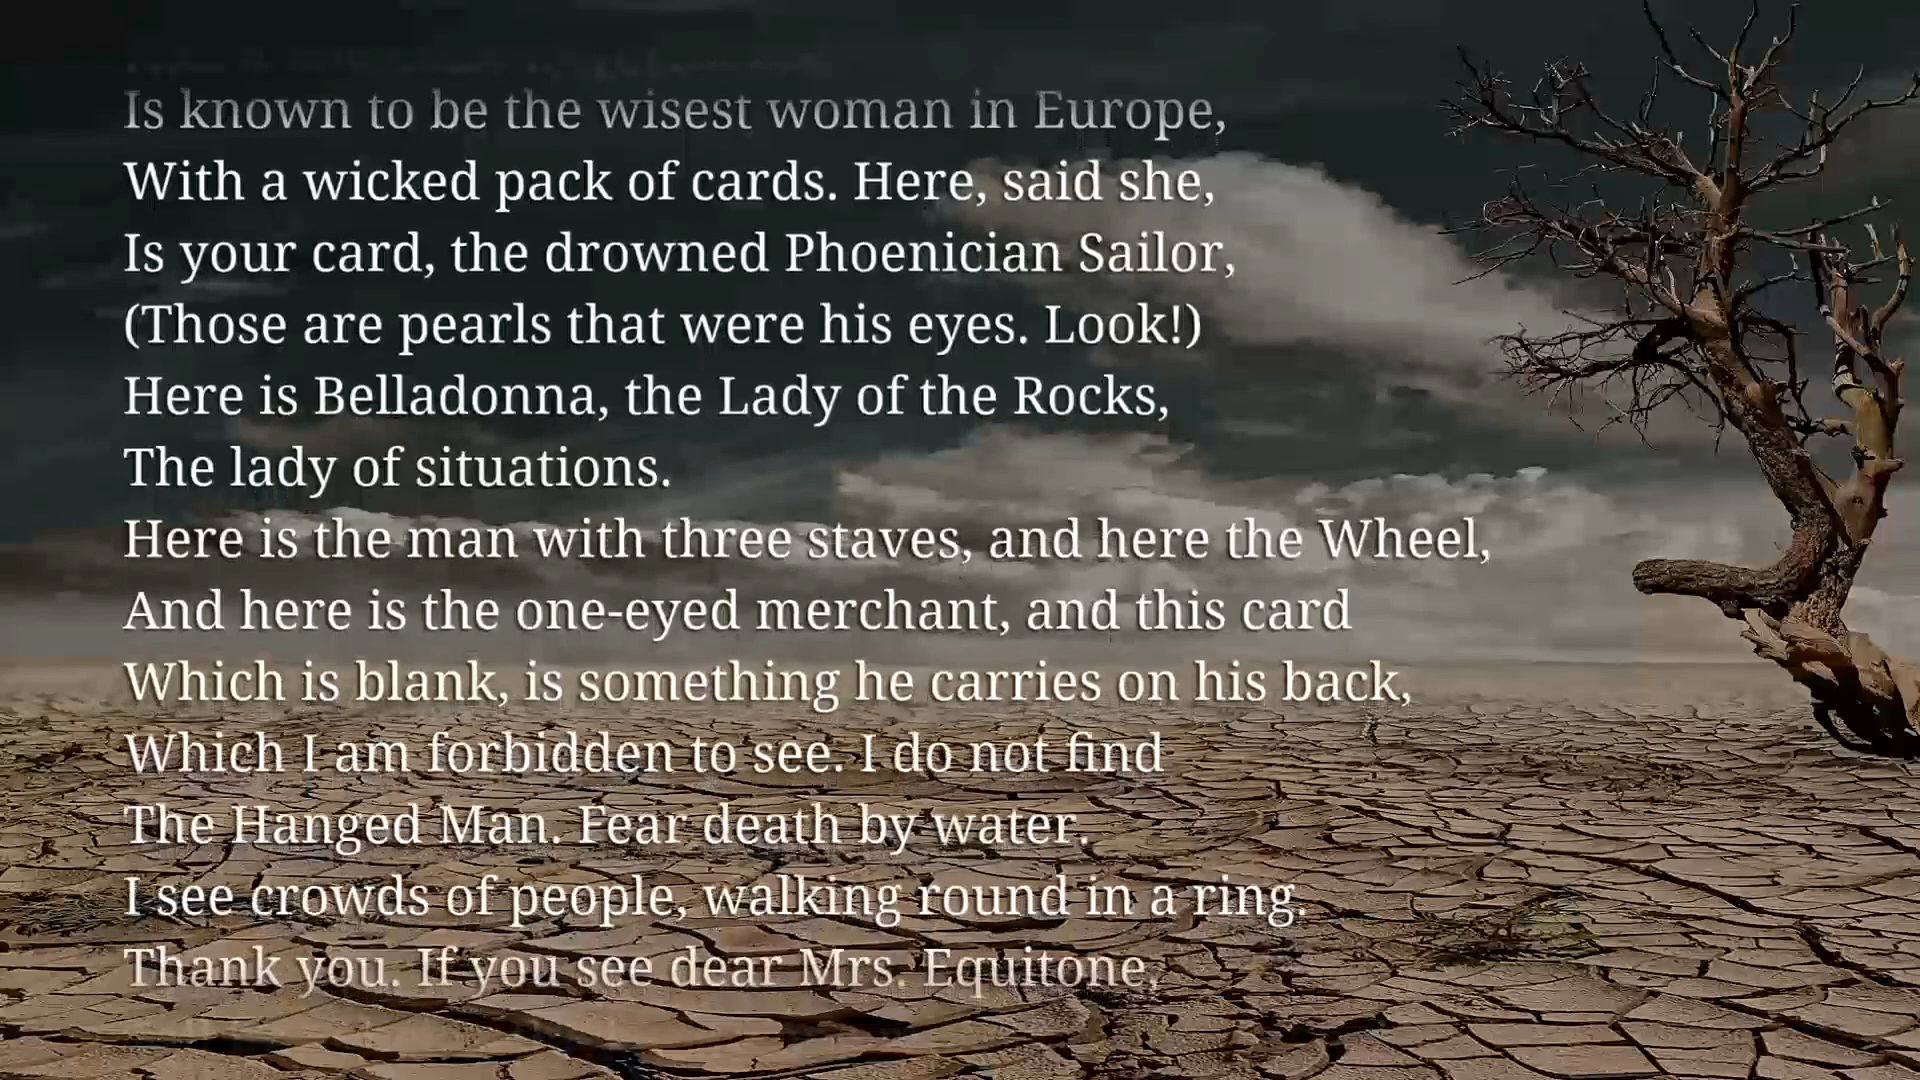 Is known to be the wisest woman in Europe,
With a wicked pack of cards. Here, said she,
Is your card, the drowned Phoenician Sailor,
(Those are pearls that were his eyes. Look!)
Here is Belladonna, the Lady of the Rocks,
The lady of situations.
Here is the man with three staves, and here the Wheel,
And here is the one-eyed merchant, and this card
Which is blank, is something he carries on his back,
Which I am forbidden to see. I do not find
The Hanged Man. Fear death by water.
I see crowds of people, walking round in a ring.
Thank you. If you see dear Mrs. Equitone,